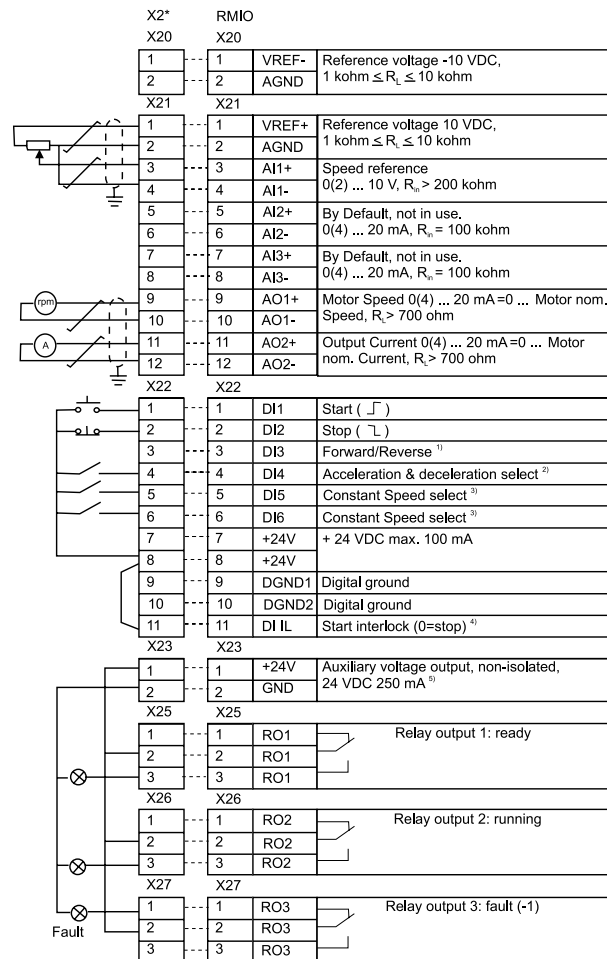 X2* RMIO
X20 X20
1 1 VREF- Reference voltage -10 VDC,
2 2 AGND 1 kohm ≤ RL ≤ 10 kohm
X21 X21
1 1 VREF+ Reference voltage 10 VDC,
2 2 AGND 1 kohm ≤ RL ≤ 10 kohm
3 3 AI1+ Speed reference
4 4 AI1- 0(2) ... 10 V, Rin > 200 kohm
5 5 AI2+ By Default, not in use.
6 6 AI2- 0(4) ... 20 mA, Rin = 100 kohm
7 7 AI3+ By Default, not in use.
8 8 AI3- 0(4) ... 20 mA, Rin = 100 kohm
rpm 9 9 AO1+ Motor Speed 0(4) ... 20 mA =0 ... Motor nom.
10 10 AO1- Speed, RL > 700 ohm
A 11 11 AO2+ Output Current 0(4) ... 20 mA =0 ... Motor
12 12 AO2- nom. Current, RL > 700 ohm
X22 X22
1 1 DI1 Start ( )
2 2 DI2 Stop ( )
3 3 DI3 Forward/Reverse 1)
4 4 DI4 Acceleration & deceleration select 2)
5 5 DI5 Constant Speed select 3)
6 6 DI6 Constant Speed select 3)
7 7 +24V + 24 VDC max. 100 mA
8 8 +24V
9 9 DGND1 Digital ground
10 10 DGND2 Digital ground
11 11 DI IL Start interlock (0=stop) 4)
X23 X23
1 1 +24V Auxiliary voltage output, non-isolated,
2 2 GND 24 VDC 250 mA 5)
X25 X25
1 1 RO1 Relay output 1: ready
2 2 RO1
3 3 RO1
X26 X26
1 1 RO2 Relay output 2: running
2 2 RO2
3 3 RO2
X27 X27
1 1 RO3 Relay output 3: fault (-1)
Fault 2 2 RO3
3 3 RO3